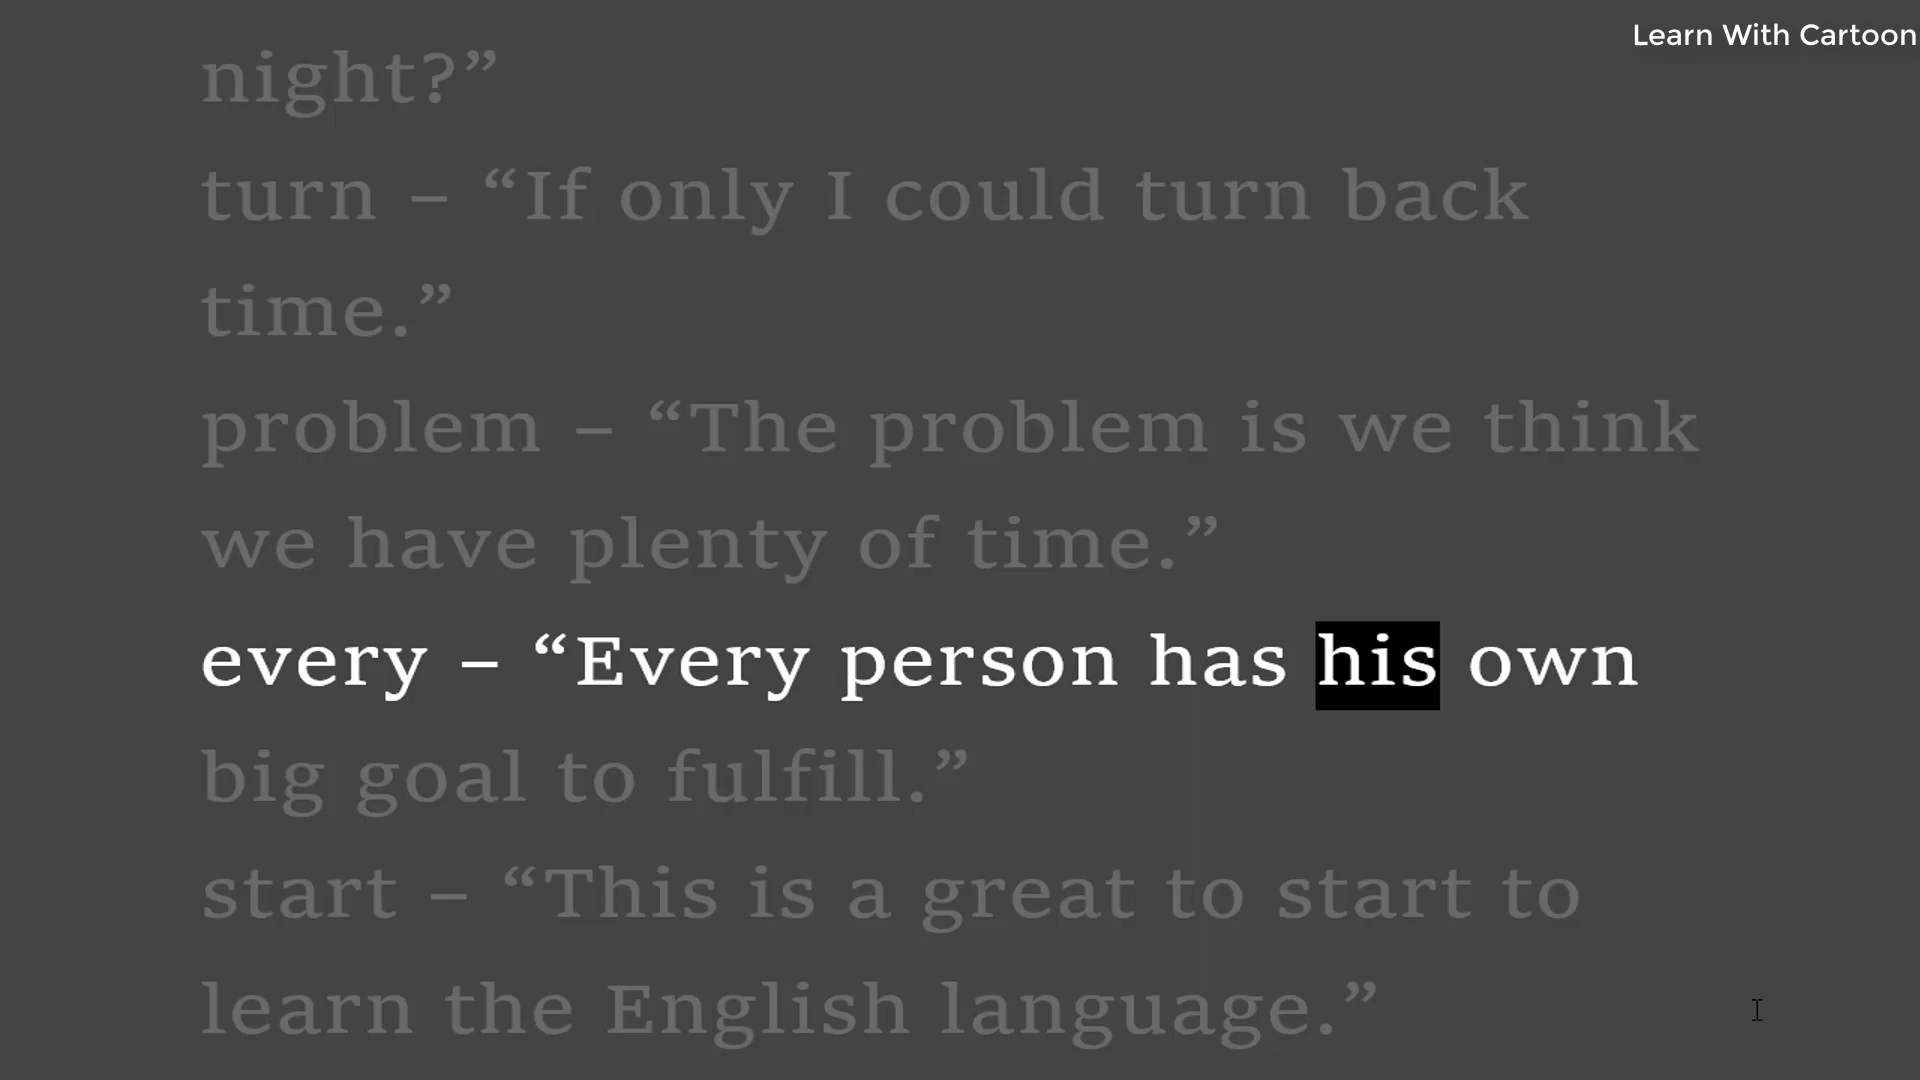 Learn With Cartoon
night?”
turn – “If only I could turn back
time.”
problem – “The problem is we think
we have plenty of time.”
every – “Every person has his own
big goal to fulfill.”
start – “This is a great to start to
learn the English language.”